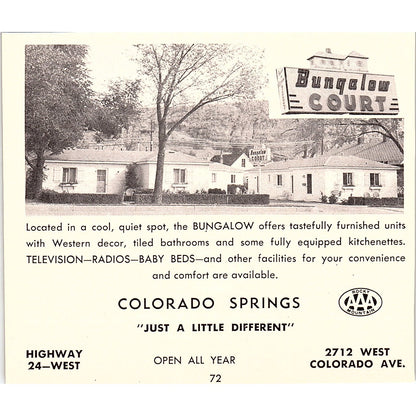 Bungalow
COURT
Located in a cool, quiet spot, the BUNGALOW offers tastefully furnished units
with Western decor, tiled bathrooms and some fully equipped kitchenettes.
TELEVISION—RADIOS—BABY BEDS—and other facilities for your convenience
and comfort are available.
COLORADO SPRINGS
"JUST A LITTLE DIFFERENT"
ROCKY
AAA
MOUNTAIN
HIGHWAY
24—WEST
OPEN ALL YEAR
2712 WEST
COLORADO AVE.
72